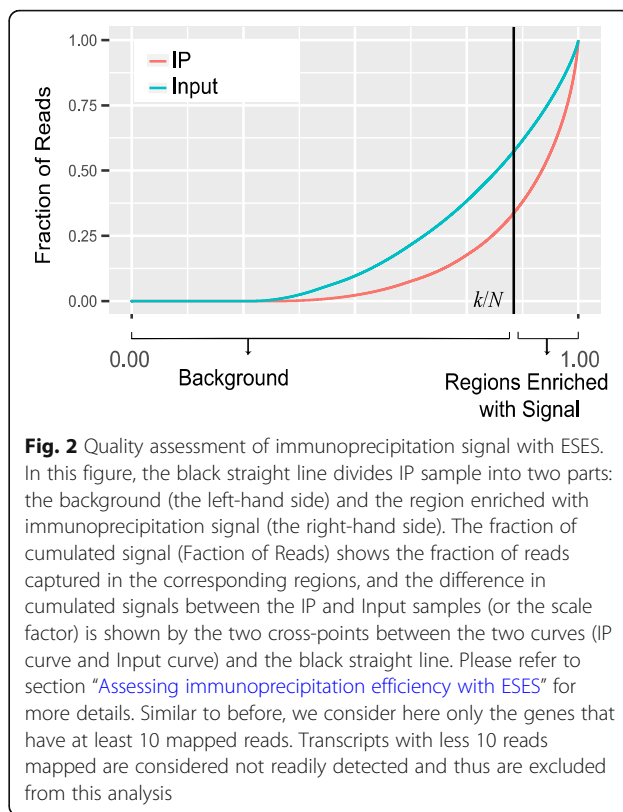 IP
Input
1.00
0.75
0.50
0.25
0.00
Fraction of Reads
k/N
0.00
1.00
Background
Regions Enriched
with Signal
Fig. 2 Quality assessment of immunoprecipitation signal with ESES.
In this figure, the black straight line divides IP sample into two parts:
the background (the left-hand side) and the region enriched with
immunoprecipitation signal (the right-hand side). The fraction of
cumulated signal (Faction of Reads) shows the fraction of reads
captured in the corresponding regions, and the difference in
cumulated signals between the IP and Input samples (or the scale
factor) is shown by the two cross-points between the two curves (IP
curve and Input curve) and the black straight line. Please refer to
section “Assessing immunoprecipitation efficiency with ESES” for
more details. Similar to before, we consider here only the genes that
have at least 10 mapped reads. Transcripts with less 10 reads
mapped are considered not readily detected and thus are excluded
from this analysis